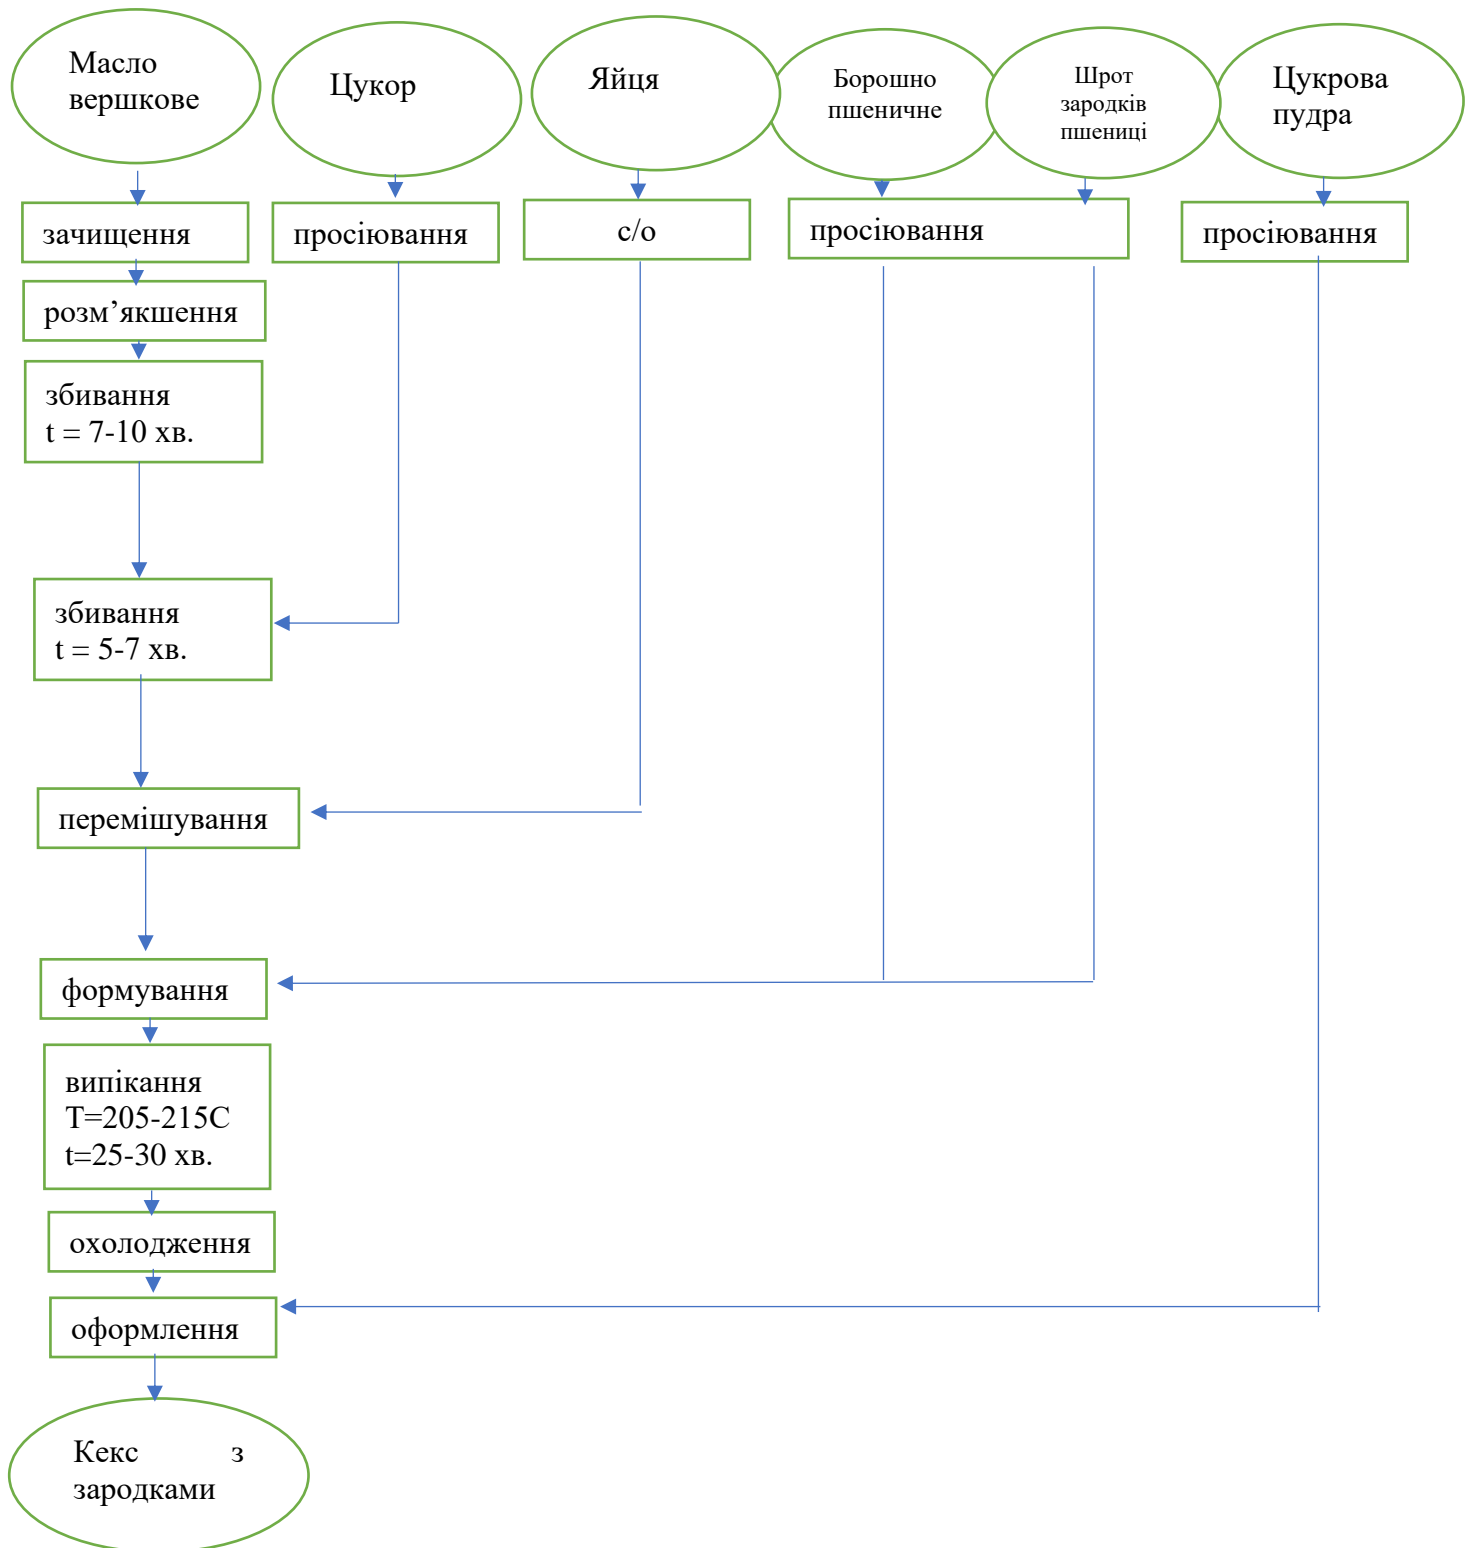 Масло
вершкове
Цукор
Яйця
Борошно
пшеничне
Шрот
зародків
пшениці
Цукрова
пудра
зачищення
просіювання
с/о
просіювання
просіювання
розм’якшення
збивання
t = 7-10 хв.
збивання
t = 5-7 хв.
перемішування
формування
випікання
Т=205-215С
t=25-30 хв.
охолодження
оформлення
Кекс з
зародками